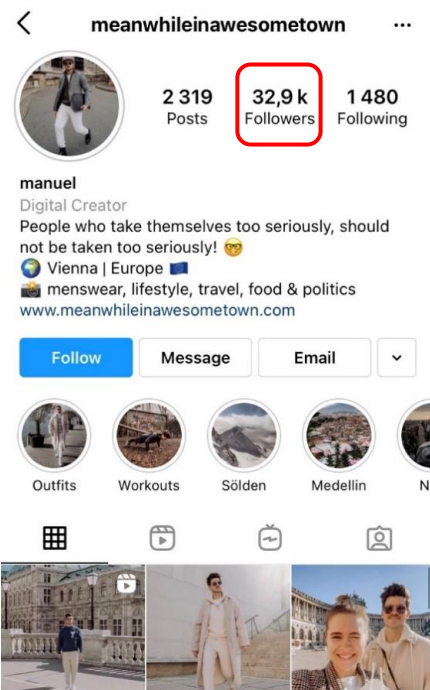 meanwhileinawesometown
2 319 32,9 k 1 480
Posts Followers Following
manuel
Digital Creator
People who take themselves too seriously, should
not be taken too seriously! 🤓
🌍 Vienna | Europe 🇪🇺
📸 menswear, lifestyle, travel, food & politics
www.meanwhileinawesometown.com
Follow Message Email
Outfits Workouts Sölden Medellin N